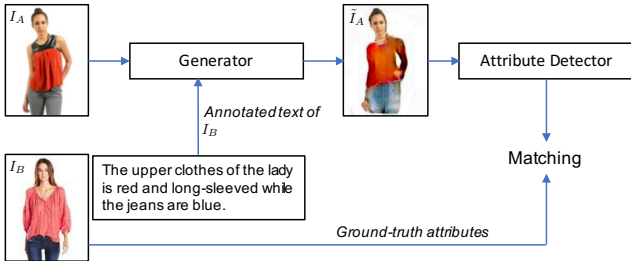 I_A
Generator
Ĩ_A
Attribute Detector
Annotated text of
I_B
I_B
The upper clothes of the lady
is red and long-sleeved while
the jeans are blue.
Matching
Ground-truth attributes